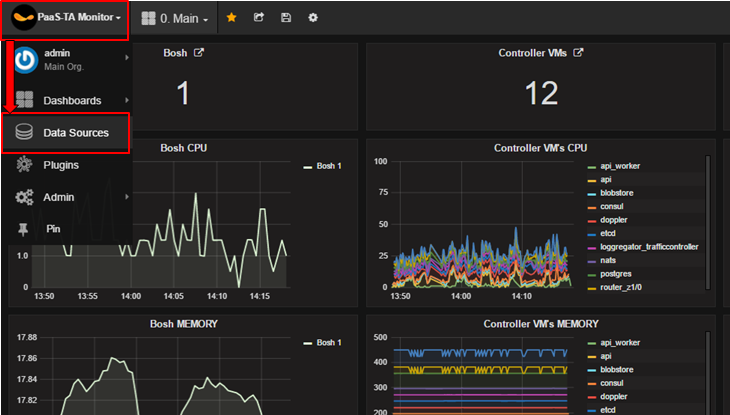 PaaS-TA Monitor
0. Main
admin
Main Org.
Dashboards
Data Sources
Plugins
Admin
Pin
Bosh
1
Controller VMs
12
Bosh CPU
Bosh 1
1.0
0
13:50 13:55 14:00 14:05 14:10 14:15
Controller VM's CPU
100
75
50
25
0
13:50 14:00 14:10
api_worker
api
blobstore
consul
doppler
etcd
loggregator_trafficcontroller
nats
postgres
router_z1/0
Bosh MEMORY
Bosh 1
17.88
17.86
17.84
17.82
Controller VM's MEMORY
500
400
300
200
api_worker
api
blobstore
consul
doppler
etcd